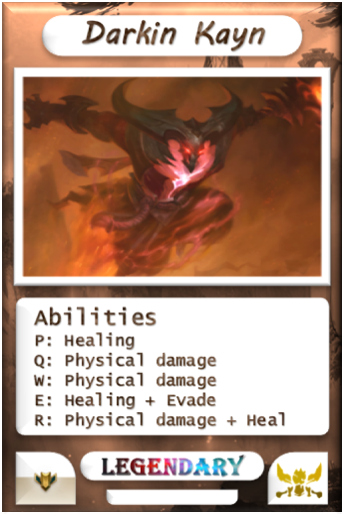 Darkin Kayn
Abilities
P: Healing
Q: Physical damage
W: Physical damage
E: Healing + Evade
R: Physical damage + Heal
LEGENDARY